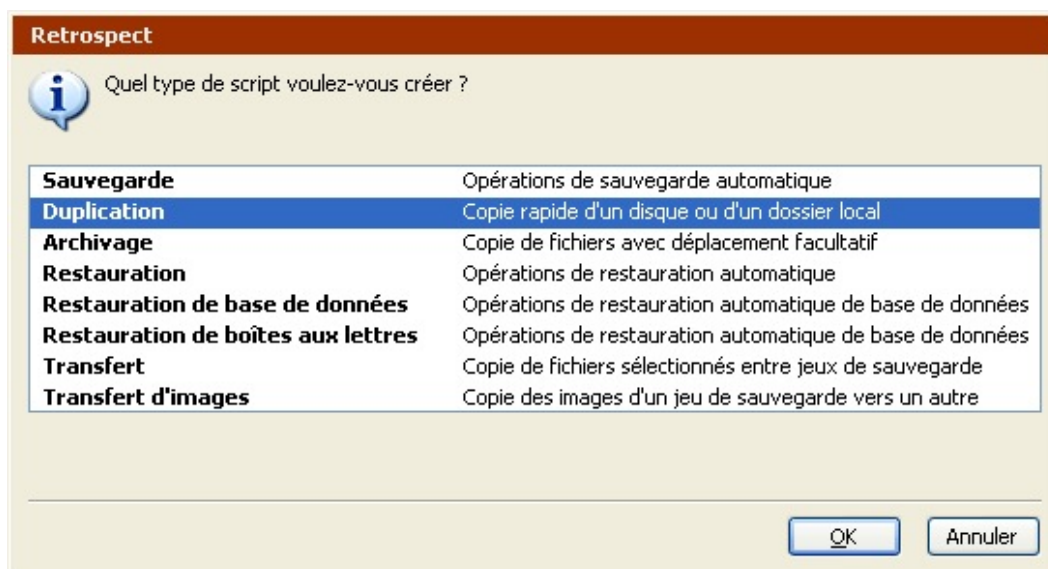 Retrospect
Quel type de script voulez-vous créer ?
Sauvegarde Opérations de sauvegarde automatique
Duplication Copie rapide d'un disque ou d'un dossier local
Archivage Copie de fichiers avec déplacement facultatif
Restauration Opérations de restauration automatique
Restauration de base de données Opérations de restauration automatique de base de données
Restauration de boîtes aux lettres Opérations de restauration automatique de base de données
Transfert Copie de fichiers sélectionnés entre jeux de sauvegarde
Transfert d'images Copie des images d'un jeu de sauvegarde vers un autre
OK Annuler